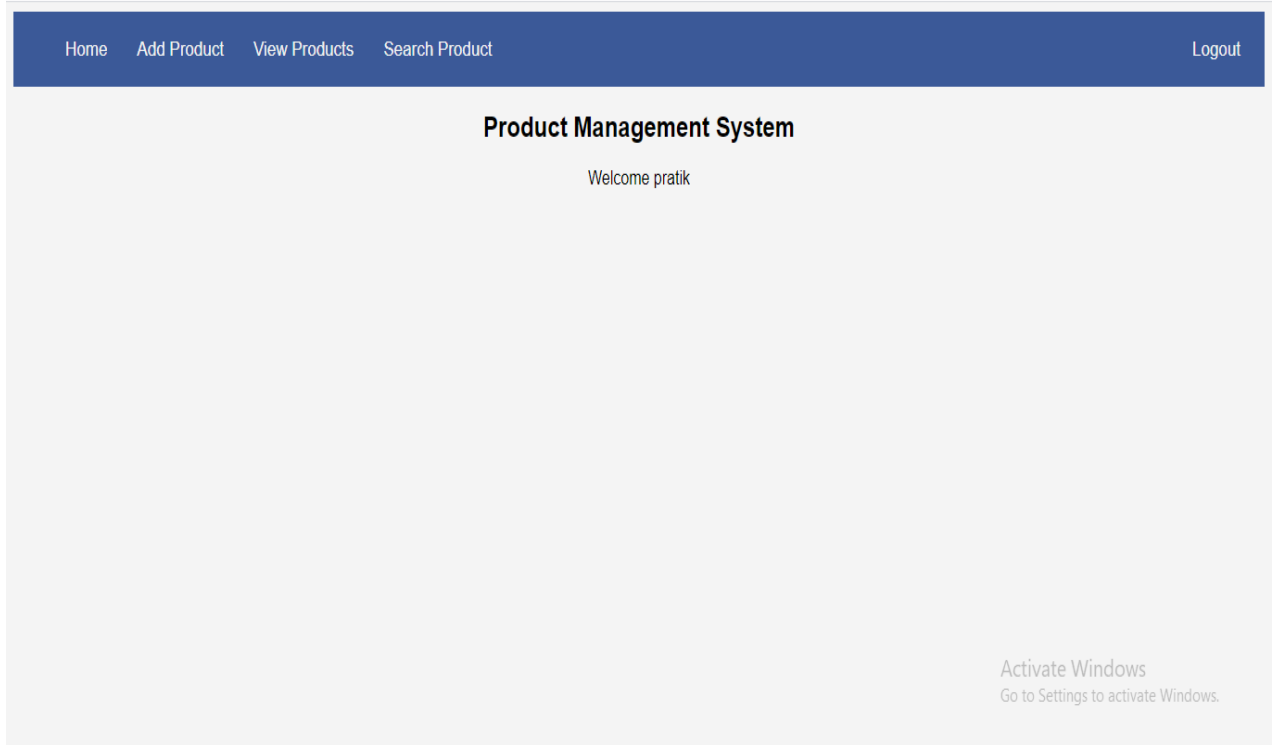 Home Add Product View Products Search Product Logout
Product Management System
Welcome pratik
Activate Windows
Go to Settings to activate Windows.